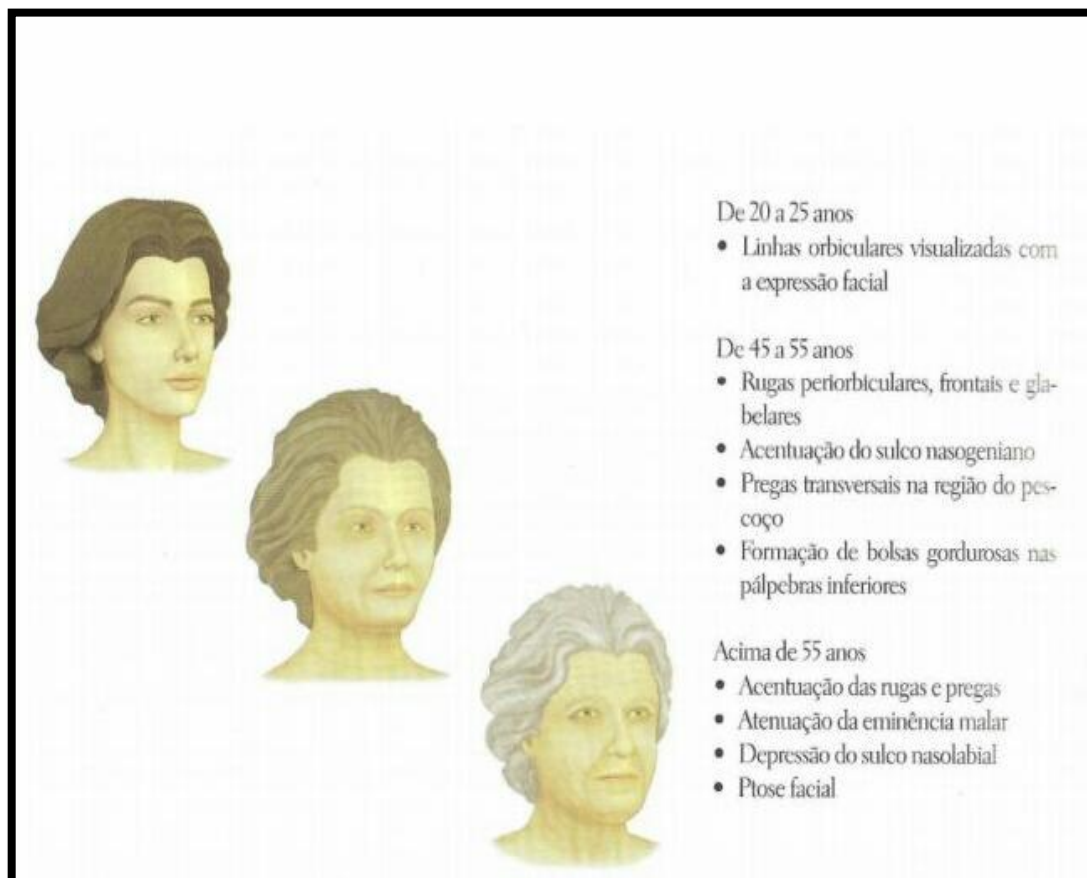 De 20 a 25 anos
• Linhas orbiculares visualizadas com
a expressão facial
De 45 a 55 anos
• Rugas periorbiculares, frontais e gla-
belares
• Acentuação do sulco nasogeniano
• Pregas transversais na região do pes-
coço
• Formação de bolsas gordurosas nas
pálpebras inferiores
Acima de 55 anos
• Acentuação das rugas e pregas
• Atenuação da eminência malar
• Depressão do sulco nasolabial
• Ptose facial